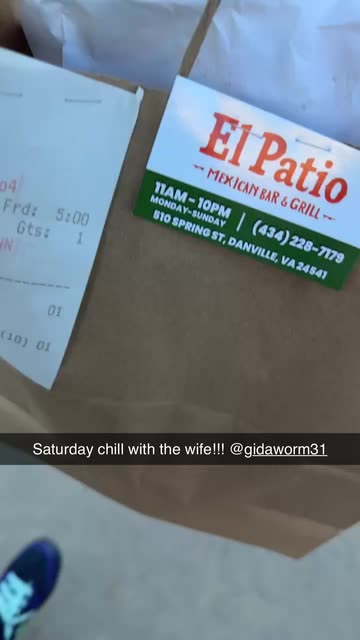 04
Frd: 5:00
Gts: 1
01
(10) 01
El Patio
MEXICAN BAR & GRILL
11AM - 10PM
MONDAY-SUNDAY
(434) 228-7179
510 SPRING ST, DANVILLE, VA 24541
Saturday chill with the wife!!! @gidaworm31